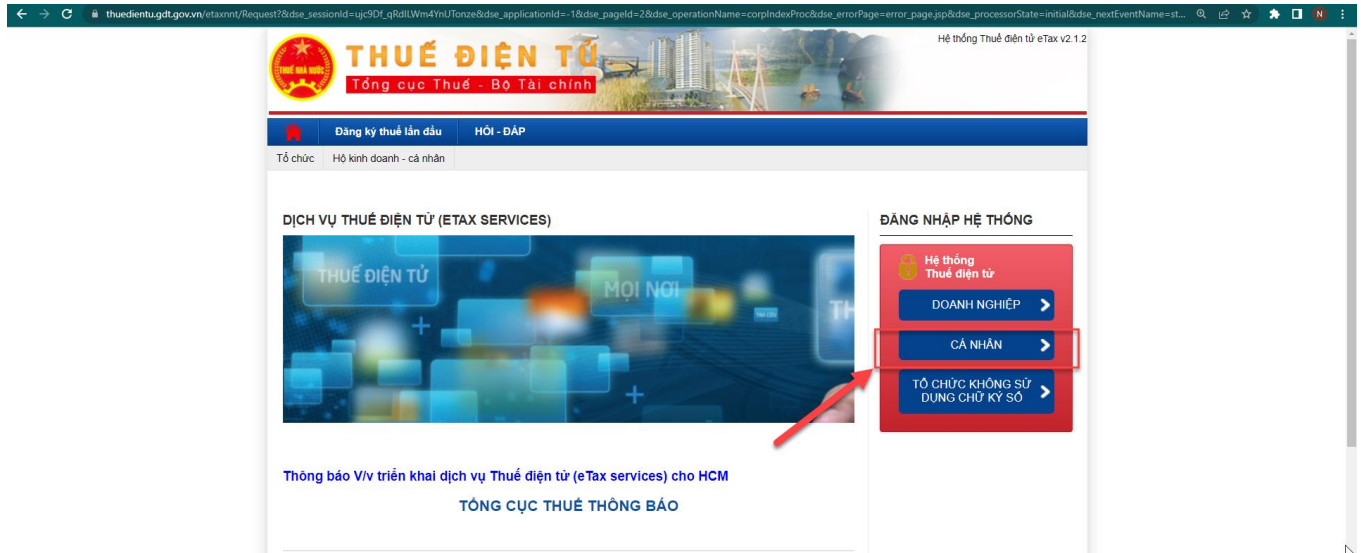 thuedientu.gdt.gov.vn/etaxnnt/Request?&dse_sessionId=ujc9Df_qRdILWm4YnUTonze&dse_applicationId=-1&dse_pageId=2&dse_operationName=corpIndexProc&dse_errorPage=error_page.jsp&dse_processorState=initial&dse_nextEventName=st...
N
Hệ thống Thuế điện tử eTax v2.1.2
THUẾ NHÀ NƯỚC
THUẾ ĐIỆN TỬ
Tổng cục Thuế - Bộ Tài chính
Đăng ký thuế lần đầu HỎI - ĐÁP
Tổ chức Hộ kinh doanh - cá nhân
DỊCH VỤ THUẾ ĐIỆN TỬ (ETAX SERVICES)
ĐĂNG NHẬP HỆ THỐNG
THUẾ ĐIỆN TỬ
MỌI NƠI
TH
Hệ thống
Thuế điện tử
DOANH NGHIỆP
CÁ NHÂN
TỔ CHỨC KHÔNG SỬ
DỤNG CHỮ KÝ SỐ
Thông báo V/v triển khai dịch vụ Thuế điện tử (eTax services) cho HCM
TỔNG CỤC THUẾ THÔNG BÁO